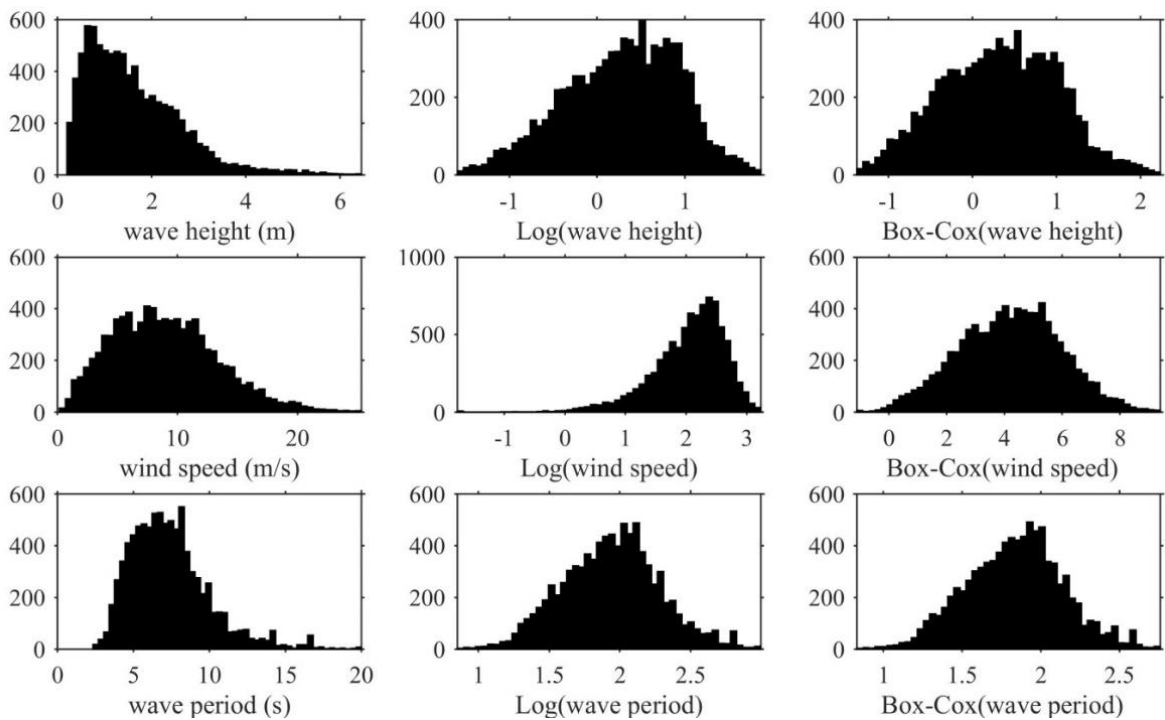 600
400
200
0
0 2 4 6
wave height (m)
400
200
0
-1 0 1
Log(wave height)
400
200
0
-1 0 1 2
Box-Cox(wave height)
600
400
200
0
0 10 20
wind speed (m/s)
1000
500
0
-1 0 1 2 3
Log(wind speed)
600
400
200
0
0 2 4 6 8
Box-Cox(wind speed)
600
400
200
0
0 5 10 15 20
wave period (s)
600
400
200
0
1 1.5 2 2.5
Log(wave period)
600
400
200
0
1 1.5 2 2.5
Box-Cox(wave period)